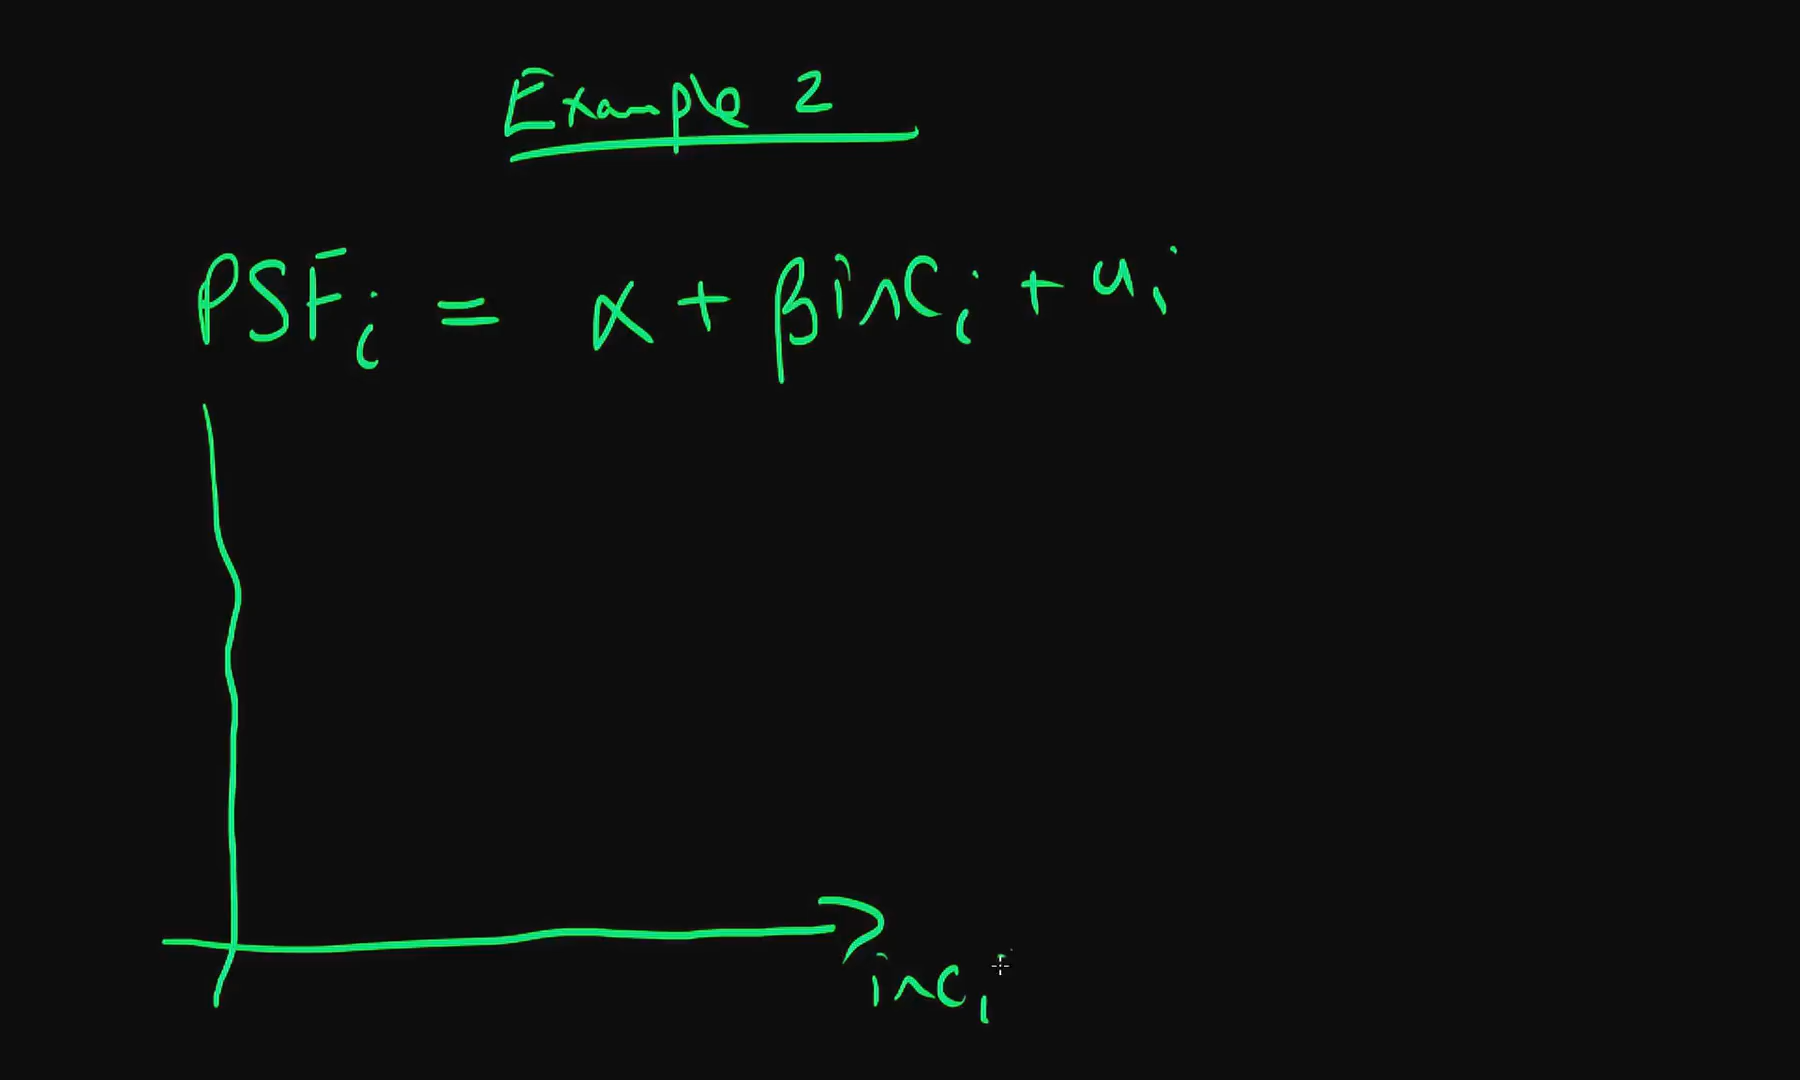 Example 2
PSFᵢ = α + βincᵢ + uᵢ
incᵢ